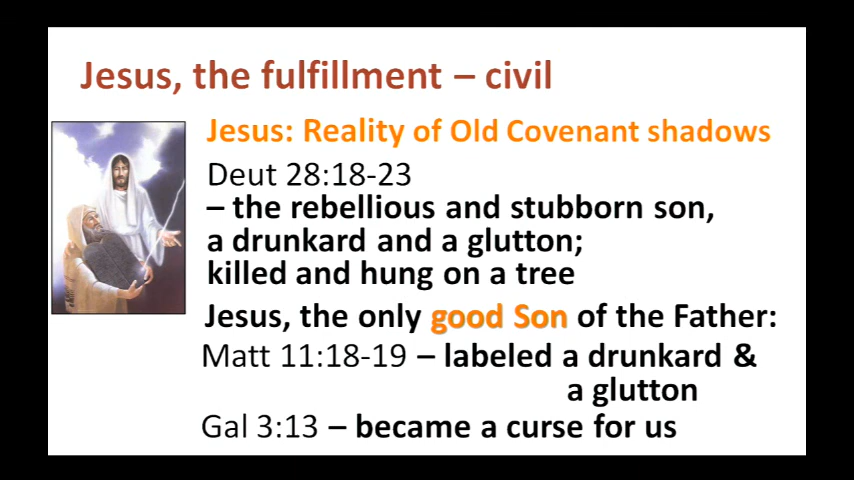 Jesus, the fulfillment – civil
Jesus: Reality of Old Covenant shadows
Deut 28:18-23
– the rebellious and stubborn son,
a drunkard and a glutton;
killed and hung on a tree
Jesus, the only good Son of the Father:
Matt 11:18-19 – labeled a drunkard &
a glutton
Gal 3:13 – became a curse for us